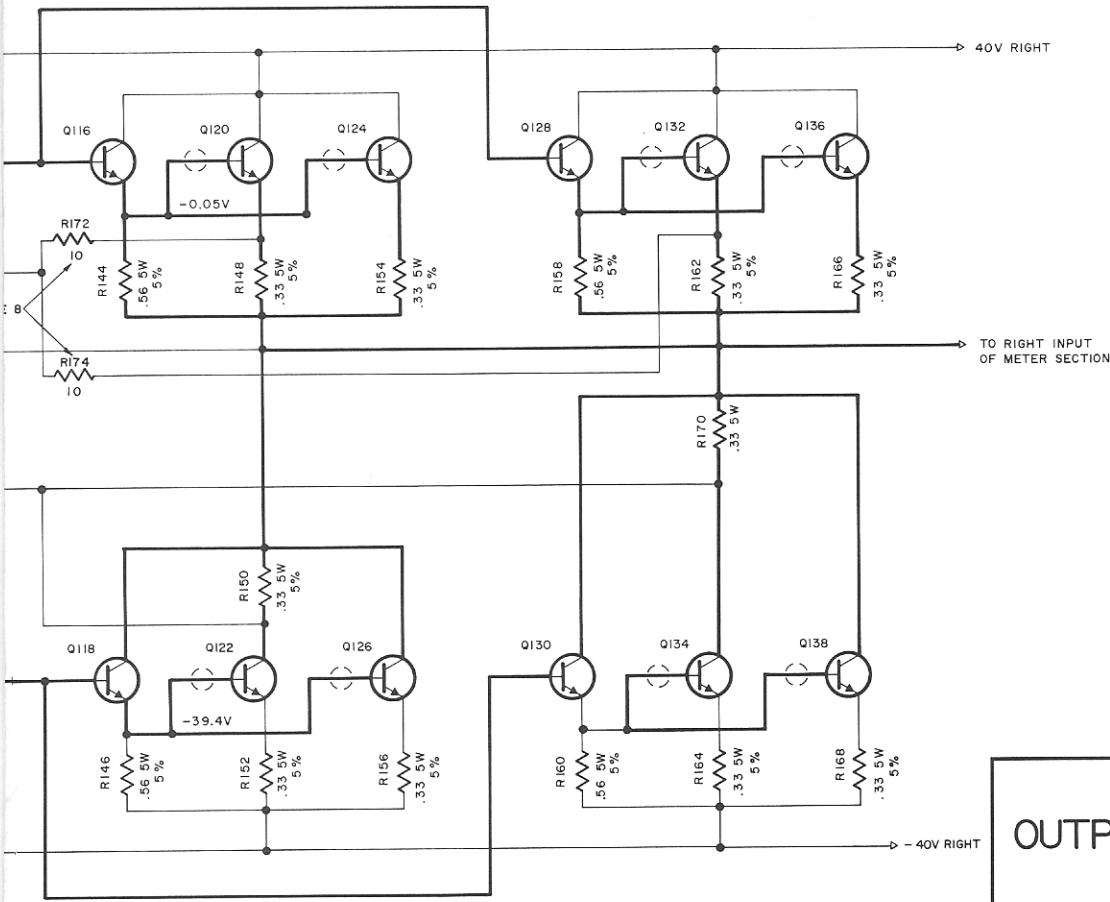 40V RIGHT
Q116
Q120
Q124
Q128
Q132
Q136
-0.05V
R172
10
R144
.56 5W
5%
R148
.33 5W
5%
R154
.33 5W
5%
R158
.56 5W
5%
R162
.33 5W
5%
R166
.33 5W
5%
E 8
R174
10
TO RIGHT INPUT
OF METER SECTION
R170
.33 5W
R150
.33 5W
5%
Q118
Q122
Q126
Q130
Q134
Q138
-39.4V
R146
.56 5W
5%
R152
.33 5W
5%
R156
.33 5W
5%
R160
.56 5W
5%
R164
.33 5W
5%
R168
.33 5W
5%
-40V RIGHT
OUTP